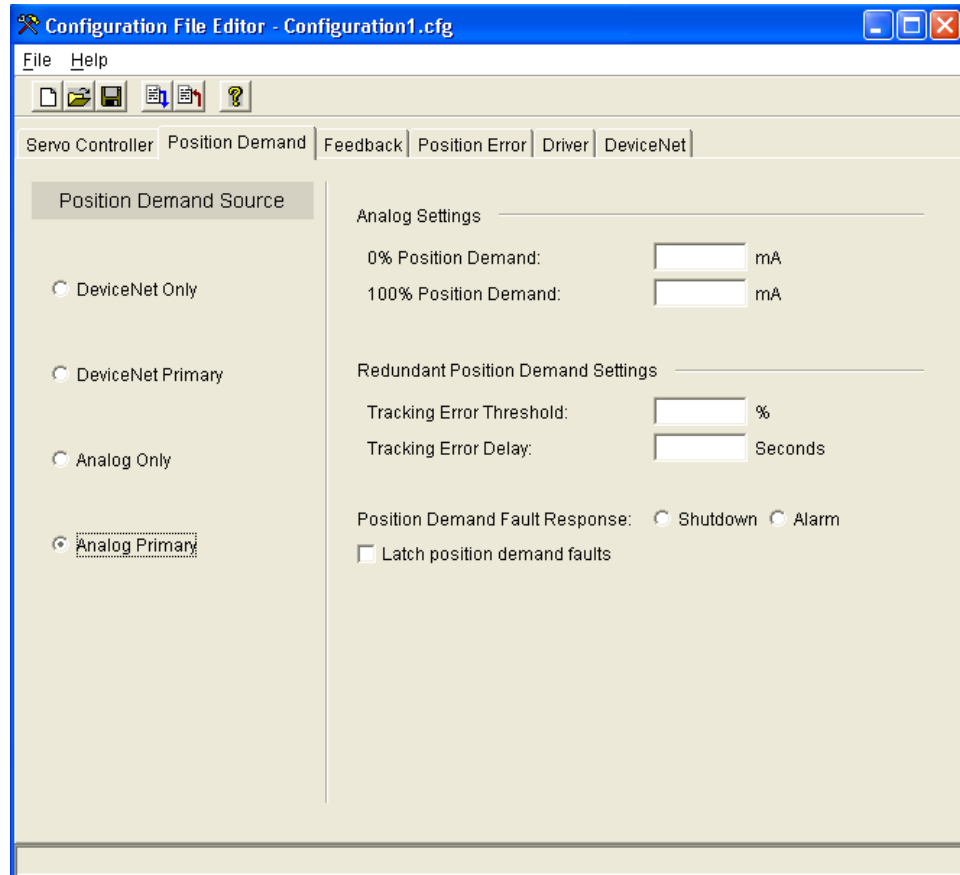 Configuration File Editor - Configuration1.cfg
File Help
Servo Controller Position Demand Feedback Position Error Driver DeviceNet
Position Demand Source
DeviceNet Only
DeviceNet Primary
Analog Only
Analog Primary
Analog Settings
0% Position Demand: mA
100% Position Demand: mA
Redundant Position Demand Settings
Tracking Error Threshold: %
Tracking Error Delay: Seconds
Position Demand Fault Response: Shutdown Alarm
Latch position demand faults